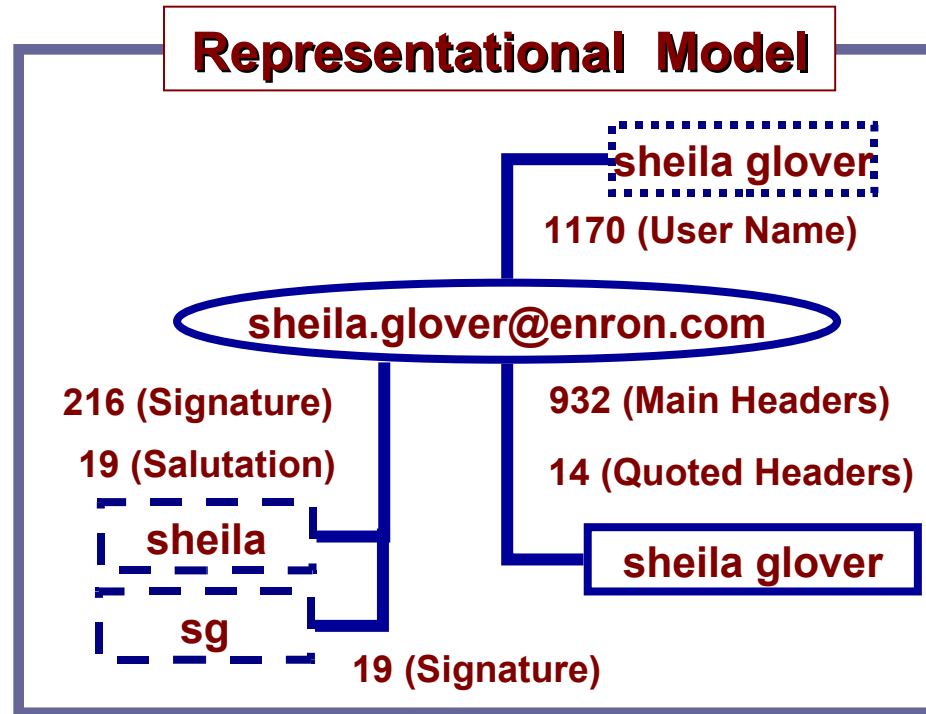 Representational Model
sheila glover
1170 (User Name)
sheila.glover@enron.com
216 (Signature)
19 (Salutation)
932 (Main Headers)
14 (Quoted Headers)
sheila
sg
sheila glover
19 (Signature)